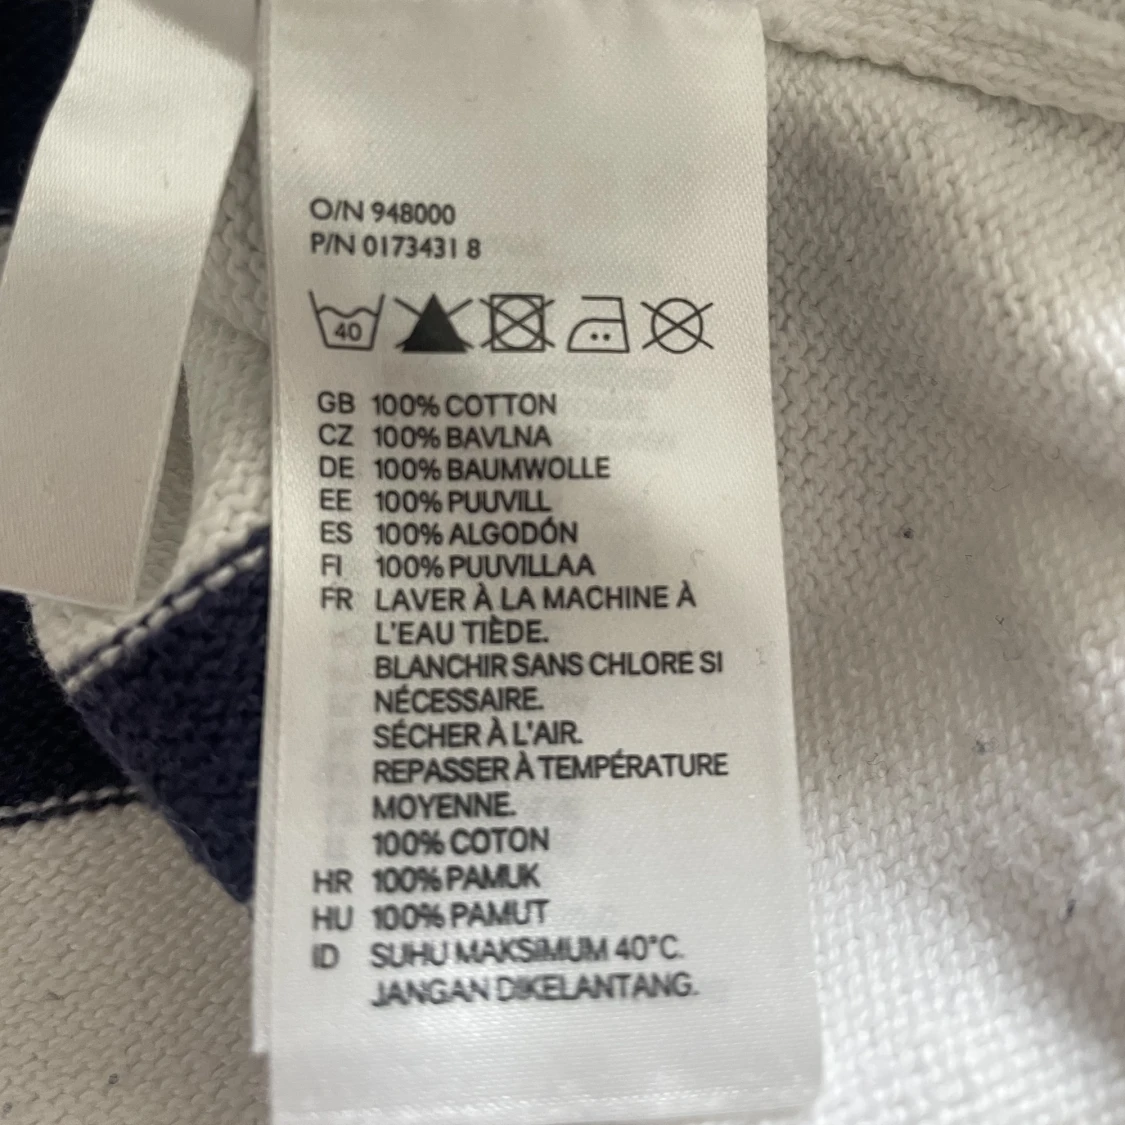 O/N 948000
P/N 0173431 8
40
GB 100% COTTON
CZ 100% BAVLNA
DE 100% BAUMWOLLE
EE 100% PUUVILL
ES 100% ALGODÓN
FI 100% PUUVILLAA
FR LAVER À LA MACHINE À
L'EAU TIÈDE.
BLANCHIR SANS CHLORE SI
NÉCESSAIRE.
SÉCHER À L'AIR.
REPASSER À TEMPÉRATURE
MOYENNE.
100% COTON
HR 100% PAMUK
HU 100% PAMUT
ID SUHU MAKSIMUM 40°C.
JANGAN DIKELANTANG.